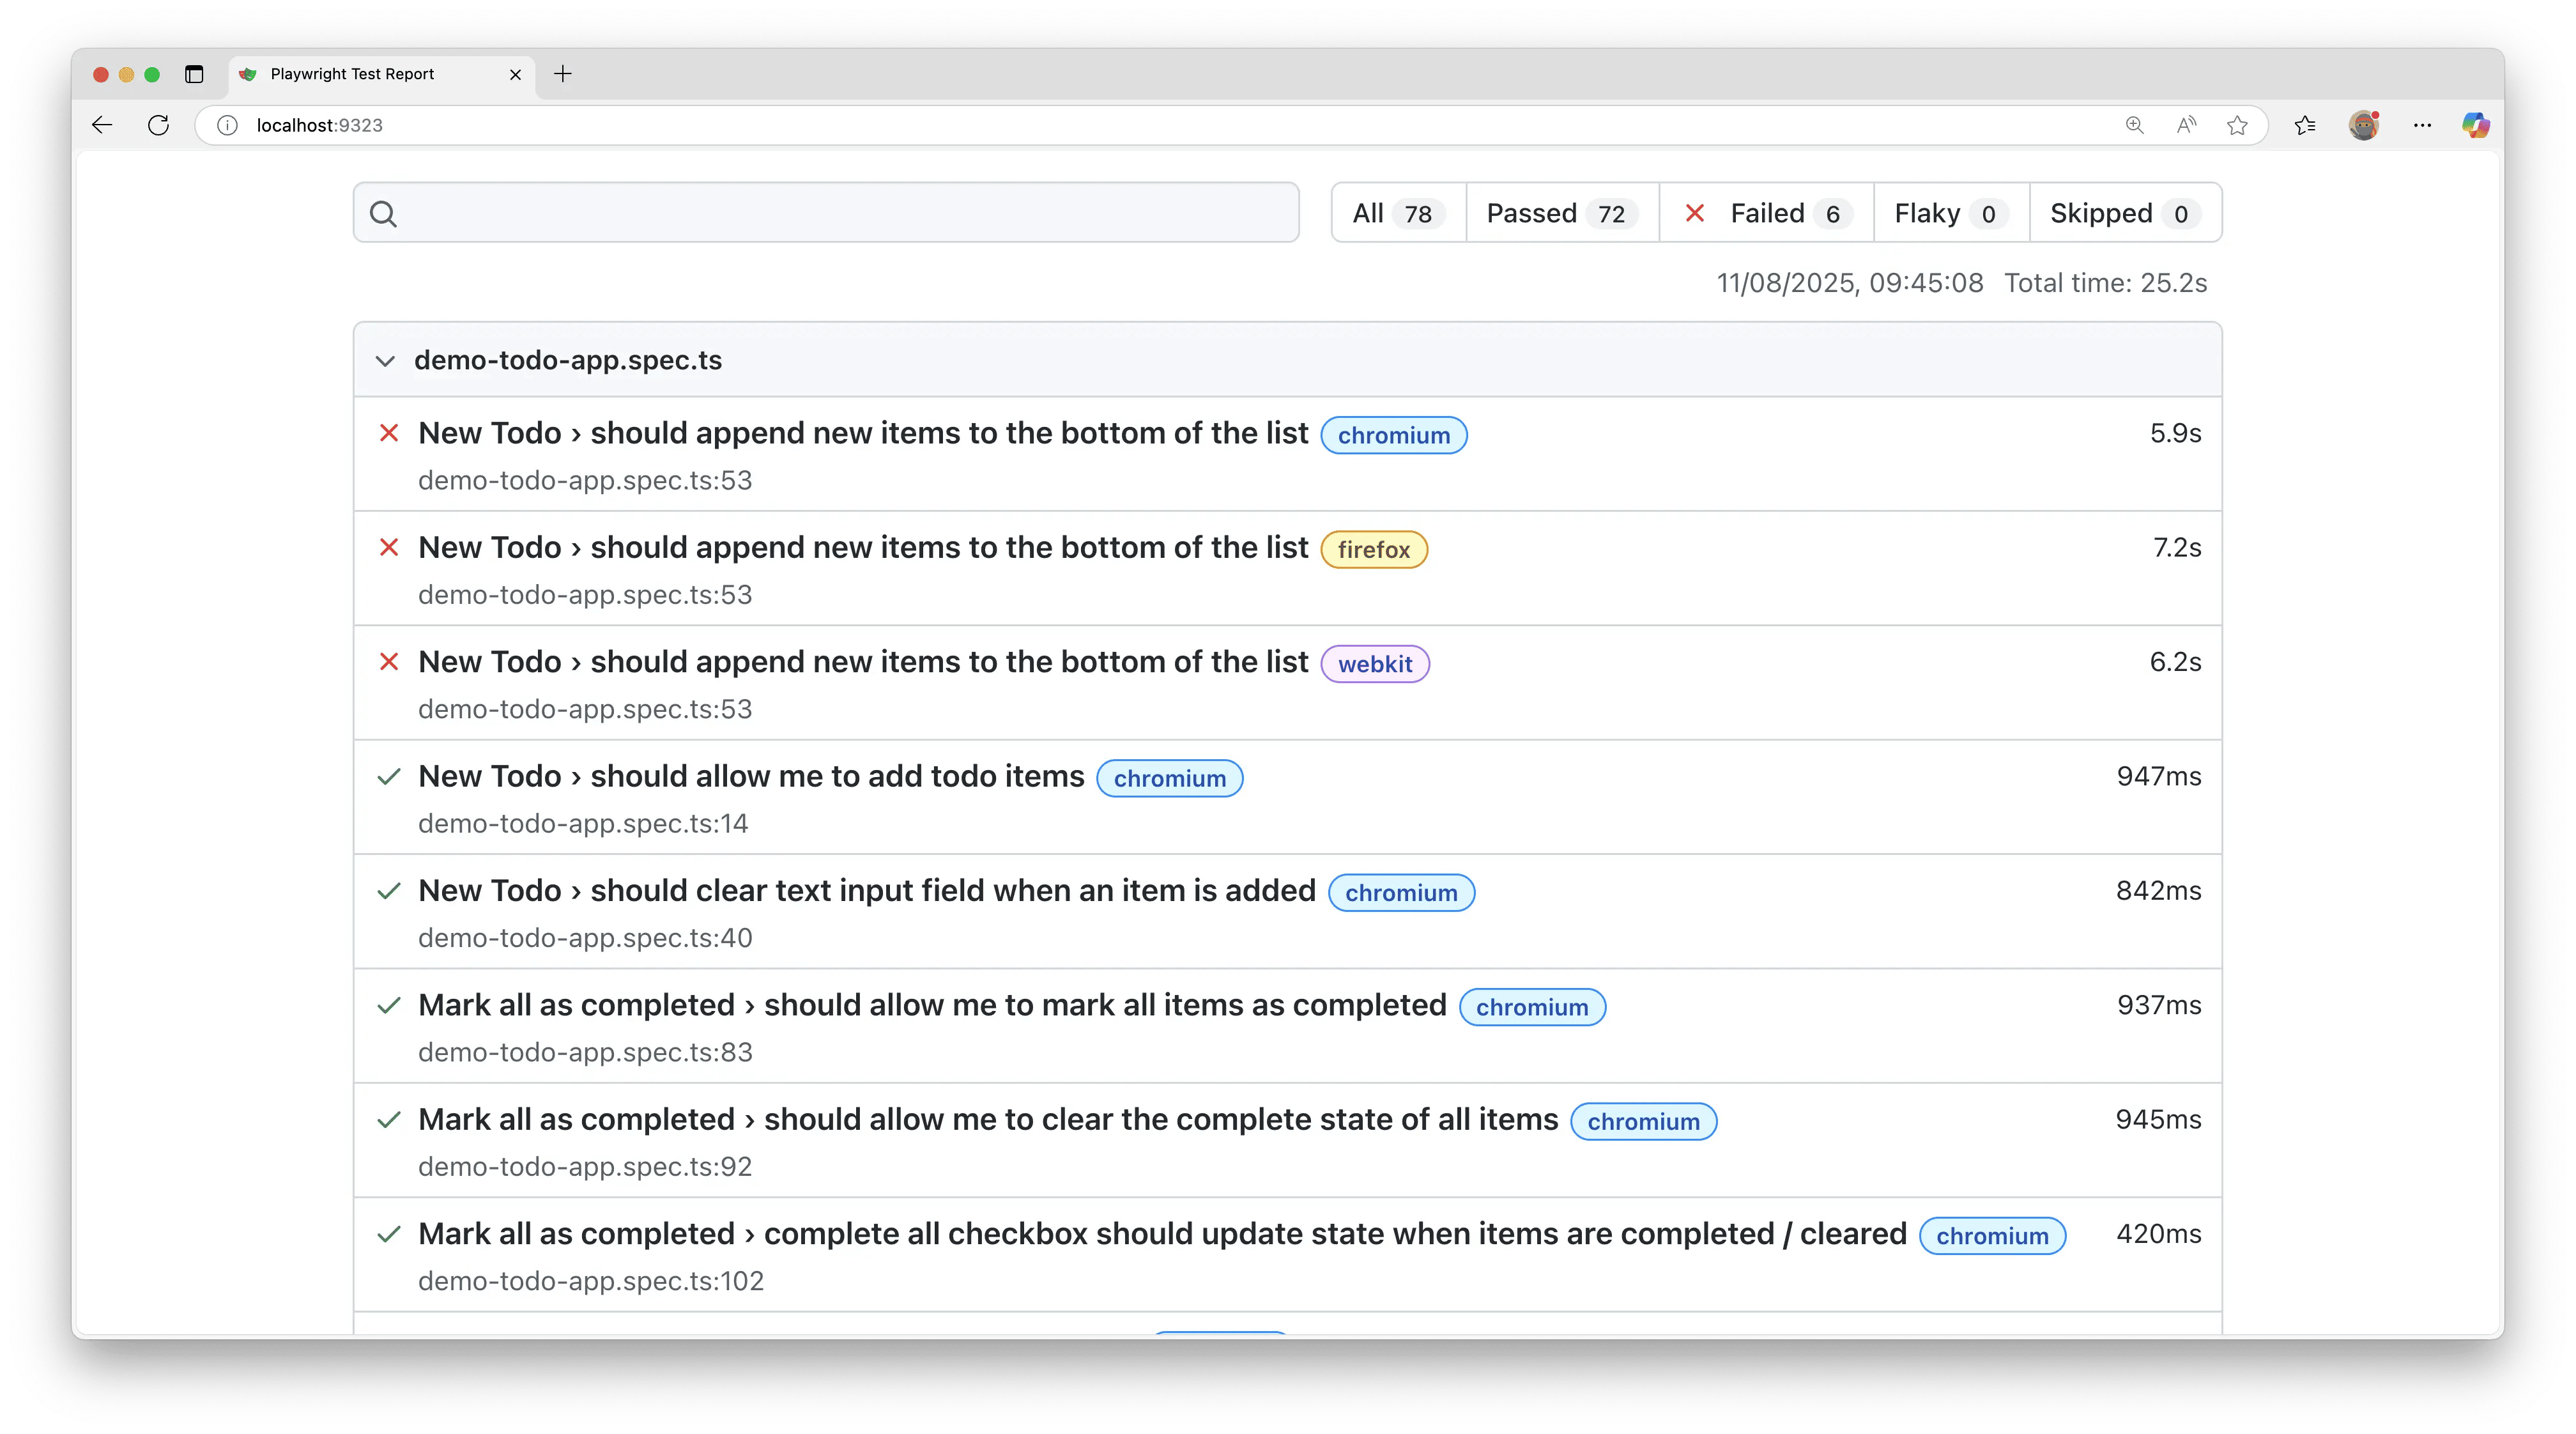 Playwright Test Report
localhost:9323
All 78 Passed 72 Failed 6 Flaky 0 Skipped 0
11/08/2025, 09:45:08 Total time: 25.2s
demo-todo-app.spec.ts
New Todo › should append new items to the bottom of the list chromium 5.9s
demo-todo-app.spec.ts:53
New Todo › should append new items to the bottom of the list firefox 7.2s
demo-todo-app.spec.ts:53
New Todo › should append new items to the bottom of the list webkit 6.2s
demo-todo-app.spec.ts:53
New Todo › should allow me to add todo items chromium 947ms
demo-todo-app.spec.ts:14
New Todo › should clear text input field when an item is added chromium 842ms
demo-todo-app.spec.ts:40
Mark all as completed › should allow me to mark all items as completed chromium 937ms
demo-todo-app.spec.ts:83
Mark all as completed › should allow me to clear the complete state of all items chromium 945ms
demo-todo-app.spec.ts:92
Mark all as completed › complete all checkbox should update state when items are completed / cleared chromium 420ms
demo-todo-app.spec.ts:102